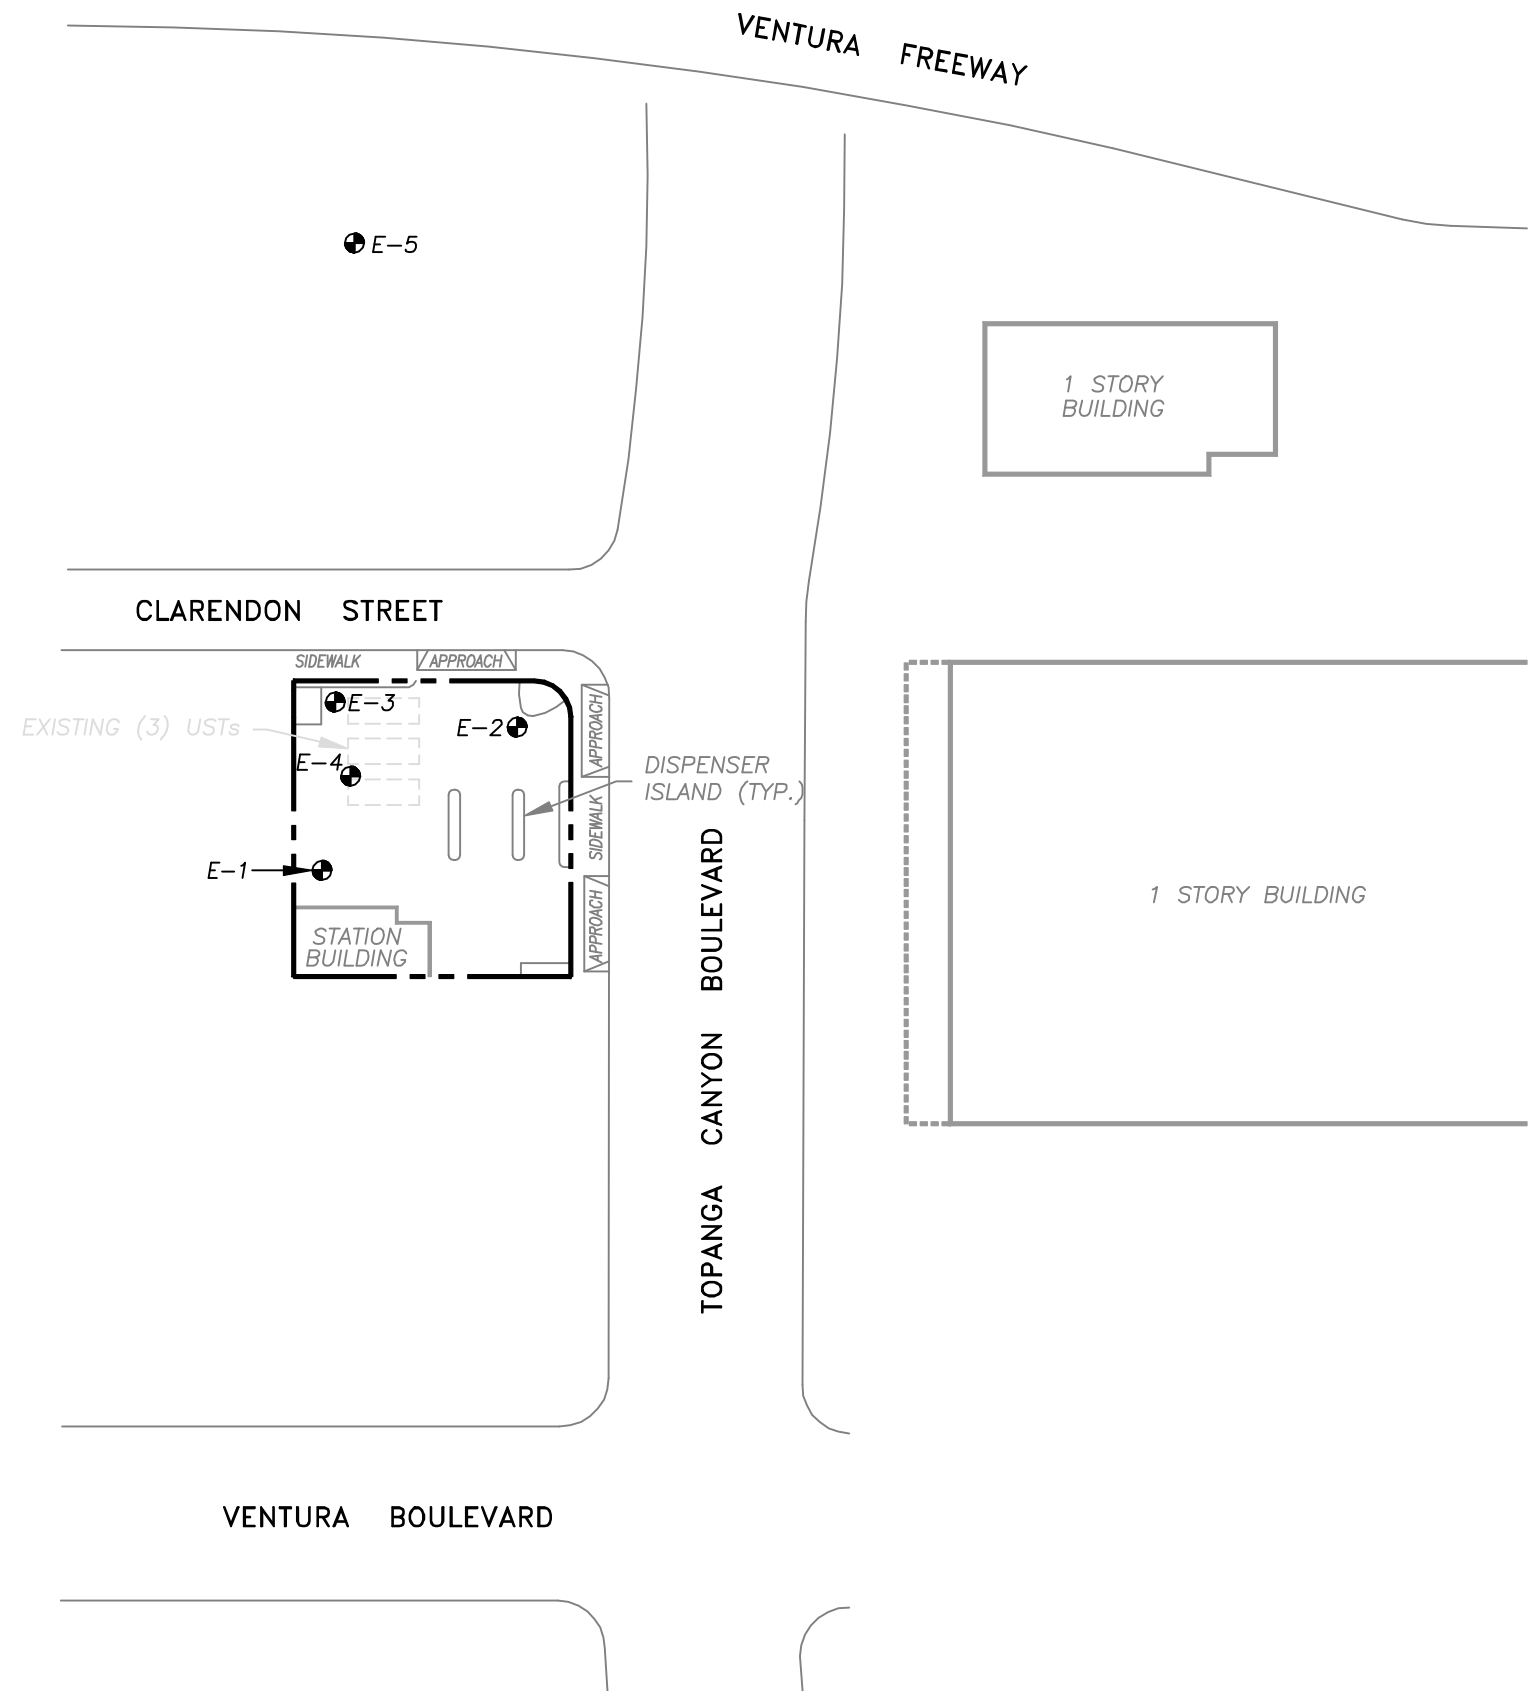 VENTURA FREEWAY
E-5
1 STORY
BUILDING
CLARENDON STREET
SIDEWALK
APPROACH
E-3
E-2
APPROACH
EXISTING (3) USTs
E-4
DISPENSER
ISLAND (TYP.)
SIDEWALK
E-1
APPROACH
STATION
BUILDING
1 STORY BUILDING
TOPANGA CANYON BOULEVARD
VENTURA BOULEVARD